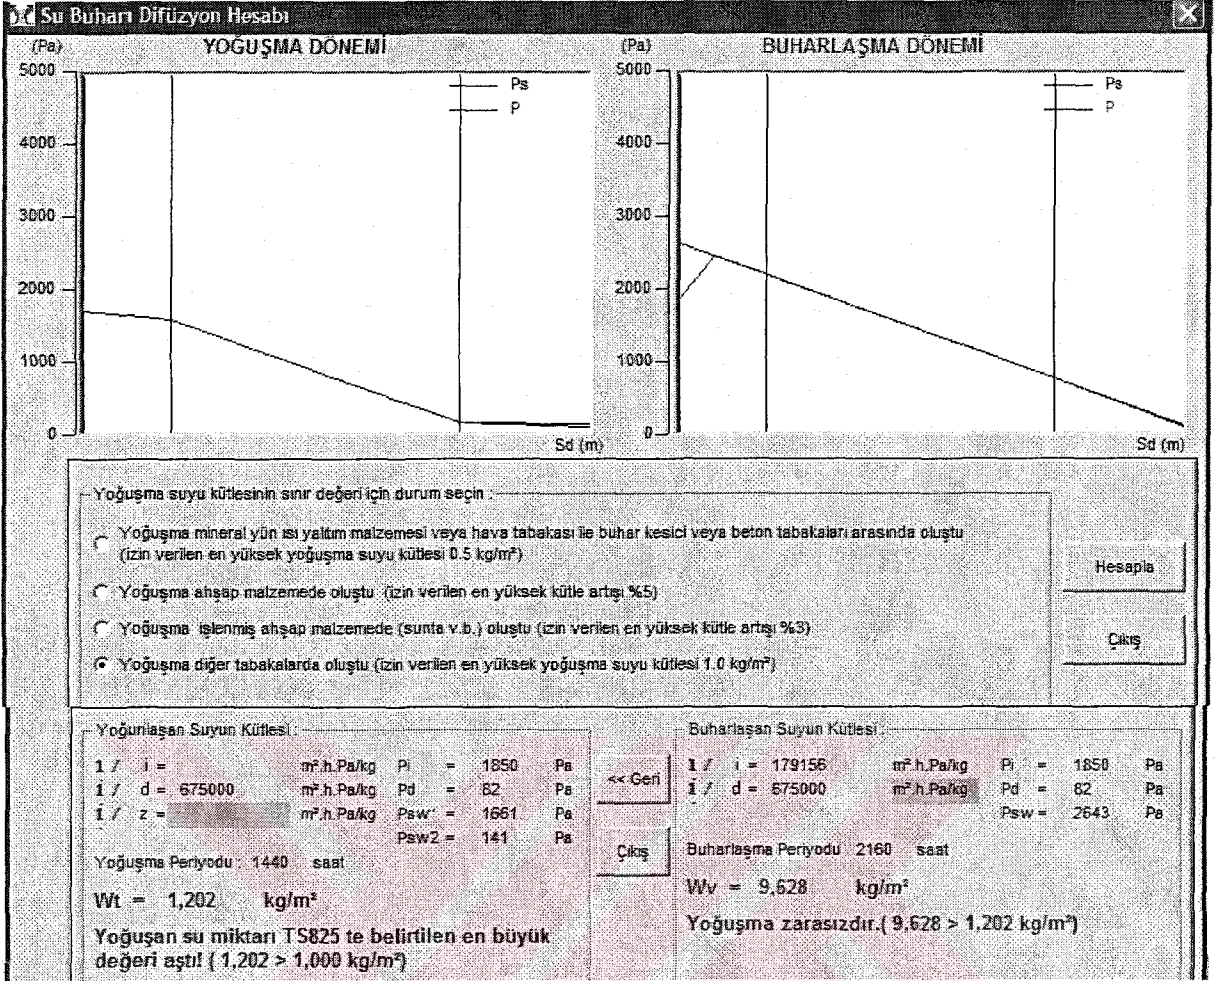 Su Buharı Difüzyon Hesabı
(Pa) YOĞUŞMA DÖNEMİ
5000
4000
3000
2000
1000
0
Ps
P
Sd (m)
(Pa) BUHARLAŞMA DÖNEMİ
5000
4000
3000
2000
1000
0
Ps
P
Sd (m)
Yoğuşma suyu kütlesinin sınır değeri için durum seçin :
Yoğuşma mineral yün ısı yalıtım malzemesi veya hava tabakası ile buhar kesici veya beton tabakaları arasında oluştu
(izin verilen en yüksek yoğuşma suyu kütlesi 0.5 kg/m²)
Yoğuşma ahşap malzemede oluştu (izin verilen en yüksek kütle artışı %5)
Yoğuşma işlenmiş ahşap malzemede (sunta v.b.) oluştu (izin verilen en yüksek kütle artışı %3)
Yoğuşma diğer tabakalarda oluştu (izin verilen en yüksek yoğuşma suyu kütlesi 1.0 kg/m²)
Hesapla
Çıkış
Yoğunlaşan Suyun Kütlesi :
1 / i = m².h.Pa/kg Pi = 1850 Pa
1 / d = 675000 m².h.Pa/kg Pd = 82 Pa
1 / z = m².h.Pa/kg Psw1 = 1661 Pa
Psw2 = 141 Pa
Yoğuşma Periyodu : 1440 saat
Wt = 1,202 kg/m²
Yoğuşan su miktarı TS825 te belirtilen en büyük
değeri aştı! ( 1,202 > 1,000 kg/m²)
<< Geri
Çıkış
Buharlaşan Suyun Kütlesi :
1 / i = 179156 m².h.Pa/kg Pi = 1850 Pa
1 / d = 675000 m².h.Pa/kg Pd = 82 Pa
Psw = 2643 Pa
Buharlaşma Periyodu 2160 saat
Wv = 9,628 kg/m²
Yoğuşma zarasızdır.( 9,628 > 1,202 kg/m²)